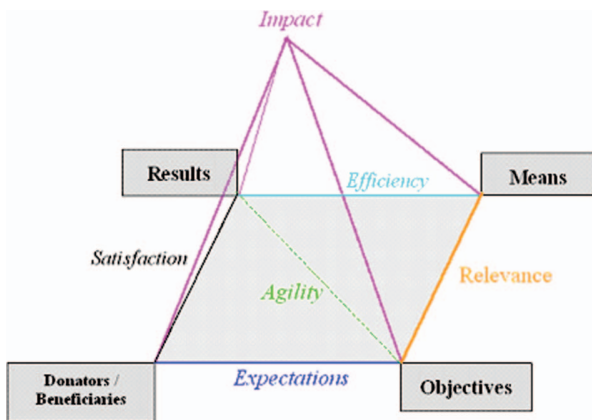 Impact
Results
Efficiency
Means
Satisfaction
Agility
Relevance
Donators /
Beneficiaries
Expectations
Objectives